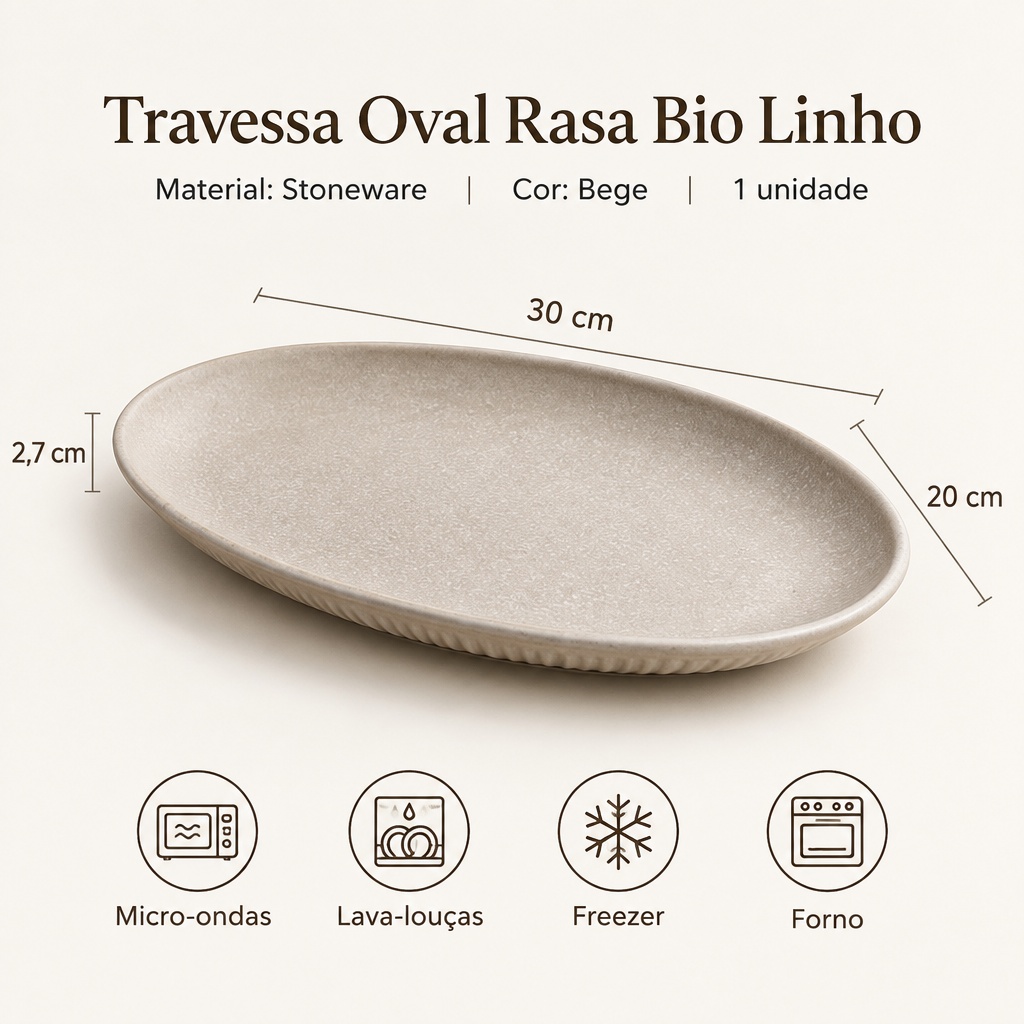 Travessa Oval Rasa Bio Linho
Material: Stoneware | Cor: Bege | 1 unidade
30 cm
2,7 cm
20 cm
Micro-ondas
Lava-louças
Freezer
Forno